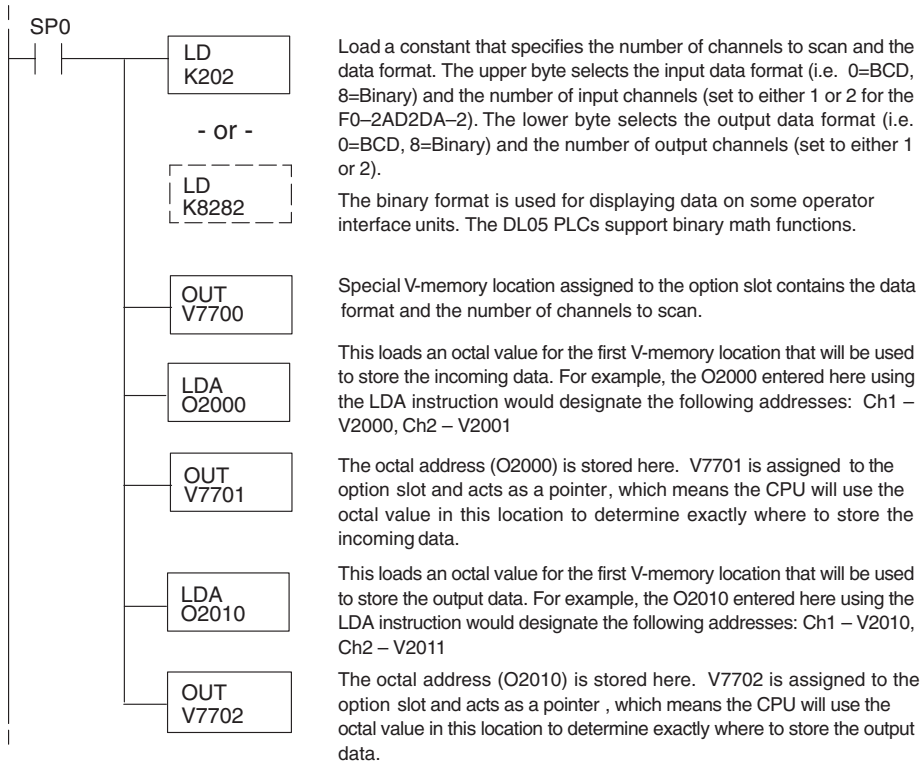 SP0
LD
K202
- or -
LD
K8282
OUT
V7700
LDA
O2000
OUT
V7701
LDA
O2010
OUT
V7702
Load a constant that specifies the number of channels to scan and the
data format. The upper byte selects the input data format (i.e. 0=BCD,
8=Binary) and the number of input channels (set to either 1 or 2 for the
F0–2AD2DA–2). The lower byte selects the output data format (i.e.
0=BCD, 8=Binary) and the number of output channels (set to either 1
or 2).
The binary format is used for displaying data on some operator
interface units. The DL05 PLCs support binary math functions.
Special V-memory location assigned to the option slot contains the data
format and the number of channels to scan.
This loads an octal value for the first V-memory location that will be used
to store the incoming data. For example, the O2000 entered here using
the LDA instruction would designate the following addresses: Ch1 –
V2000, Ch2 – V2001
The octal address (O2000) is stored here. V7701 is assigned to the
option slot and acts as a pointer, which means the CPU will use the
octal value in this location to determine exactly where to store the
incoming data.
This loads an octal value for the first V-memory location that will be used
to store the output data. For example, the O2010 entered here using the
LDA instruction would designate the following addresses: Ch1 – V2010,
Ch2 – V2011
The octal address (O2010) is stored here. V7702 is assigned to the
option slot and acts as a pointer , which means the CPU will use the
octal value in this location to determine exactly where to store the output
data.